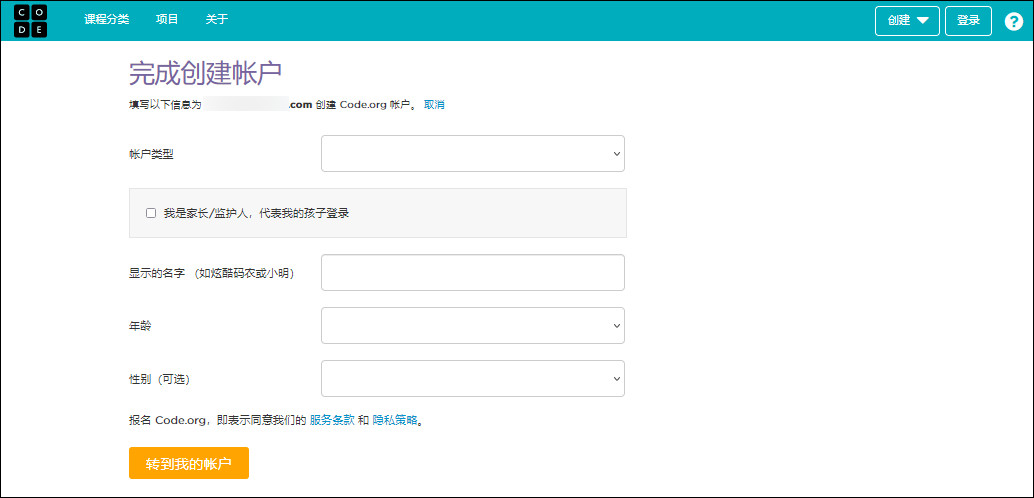 CO
DE
课程分类 项目 关于 创建 登录 ?
完成创建帐户
填写以下信息为 .com 创建 Code.org 帐户。 取消
帐户类型
我是家长/监护人，代表我的孩子登录
显示的名字 （如炫酷码农或小明）
年龄
性别（可选）
报名 Code.org，即表示同意我们的 服务条款 和 隐私策略。
转到我的帐户